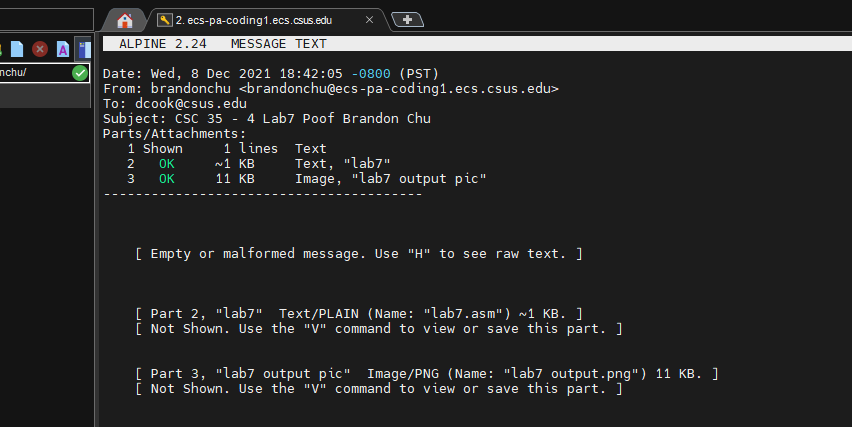 2. ecs-pa-coding1.ecs.csus.edu
ALPINE 2.24   MESSAGE TEXT
nchu/
Date: Wed, 8 Dec 2021 18:42:05 -0800 (PST)
From: brandonchu <brandonchu@ecs-pa-coding1.ecs.csus.edu>
To: dcook@csus.edu
Subject: CSC 35 - 4 Lab7 Poof Brandon Chu
Parts/Attachments:
   1 Shown     1 lines  Text
   2   OK     ~1 KB     Text, "lab7"
   3   OK     11 KB     Image, "lab7 output pic"
----------------------------------------
[ Empty or malformed message. Use "H" to see raw text. ]
[ Part 2, "lab7"  Text/PLAIN (Name: "lab7.asm") ~1 KB. ]
[ Not Shown. Use the "V" command to view or save this part. ]
[ Part 3, "lab7 output pic"  Image/PNG (Name: "lab7 output.png") 11 KB. ]
[ Not Shown. Use the "V" command to view or save this part. ]